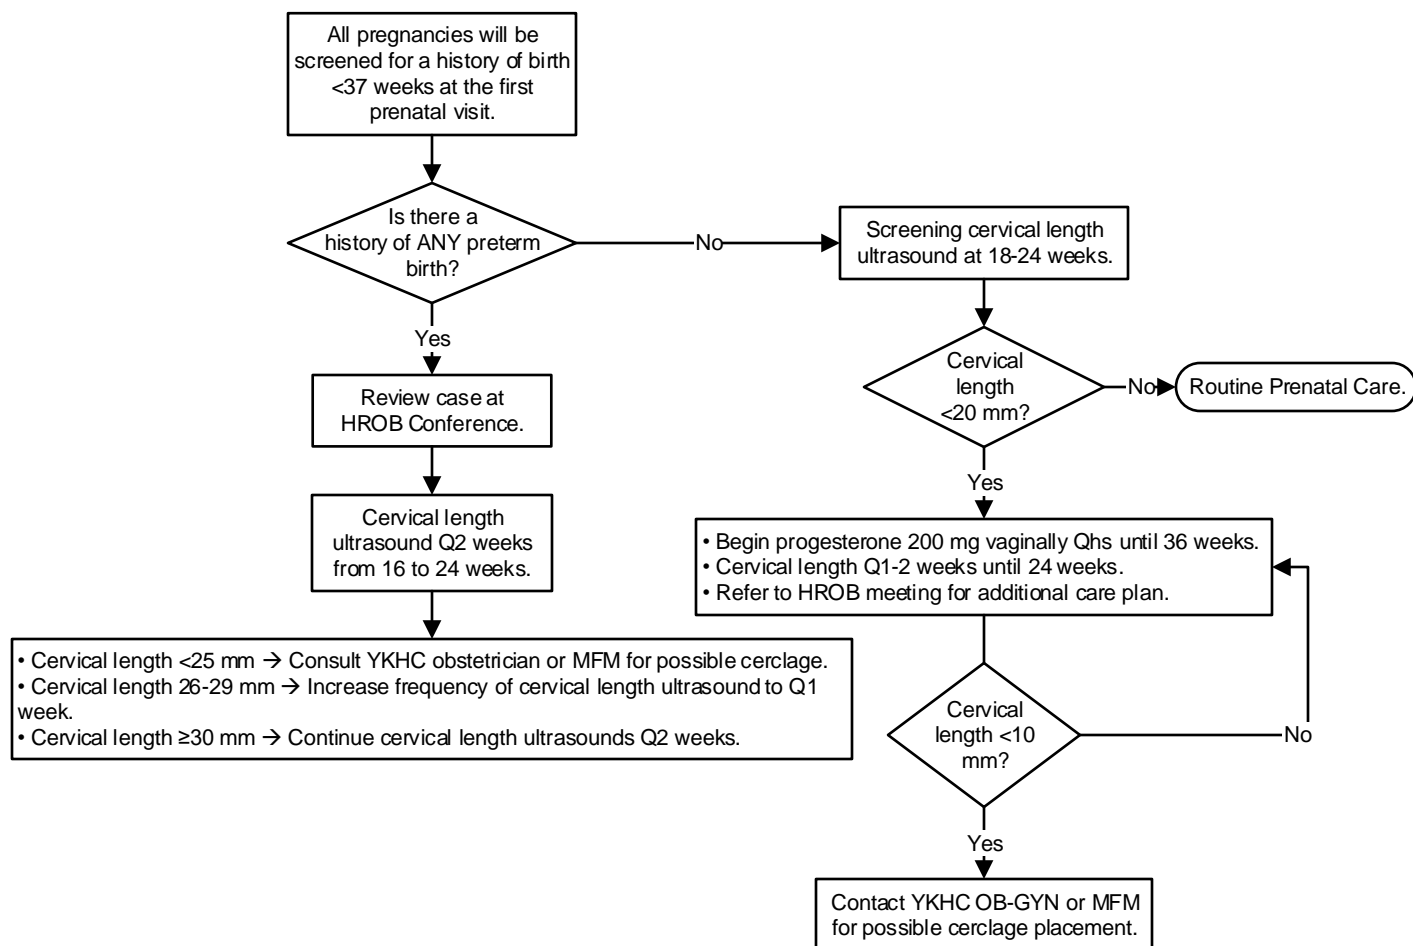 All pregnancies will be
screened for a history of birth
<37 weeks at the first
prenatal visit.
Is there a
history of ANY preterm
birth?
No
Screening cervical length
ultrasound at 18-24 weeks.
Yes
Review case at
HROB Conference.
Cervical length
ultrasound Q2 weeks
from 16 to 24 weeks.
• Cervical length <25 mm → Consult YKHC obstetrician or MFM for possible cerclage.
• Cervical length 26-29 mm → Increase frequency of cervical length ultrasound to Q1
week.
• Cervical length ≥30 mm → Continue cervical length ultrasounds Q2 weeks.
Cervical
length
<20 mm?
No
Routine Prenatal Care.
Yes
• Begin progesterone 200 mg vaginally Qhs until 36 weeks.
• Cervical length Q1-2 weeks until 24 weeks.
• Refer to HROB meeting for additional care plan.
Cervical
length <10
mm?
No
Yes
Contact YKHC OB-GYN or MFM
for possible cerclage placement.